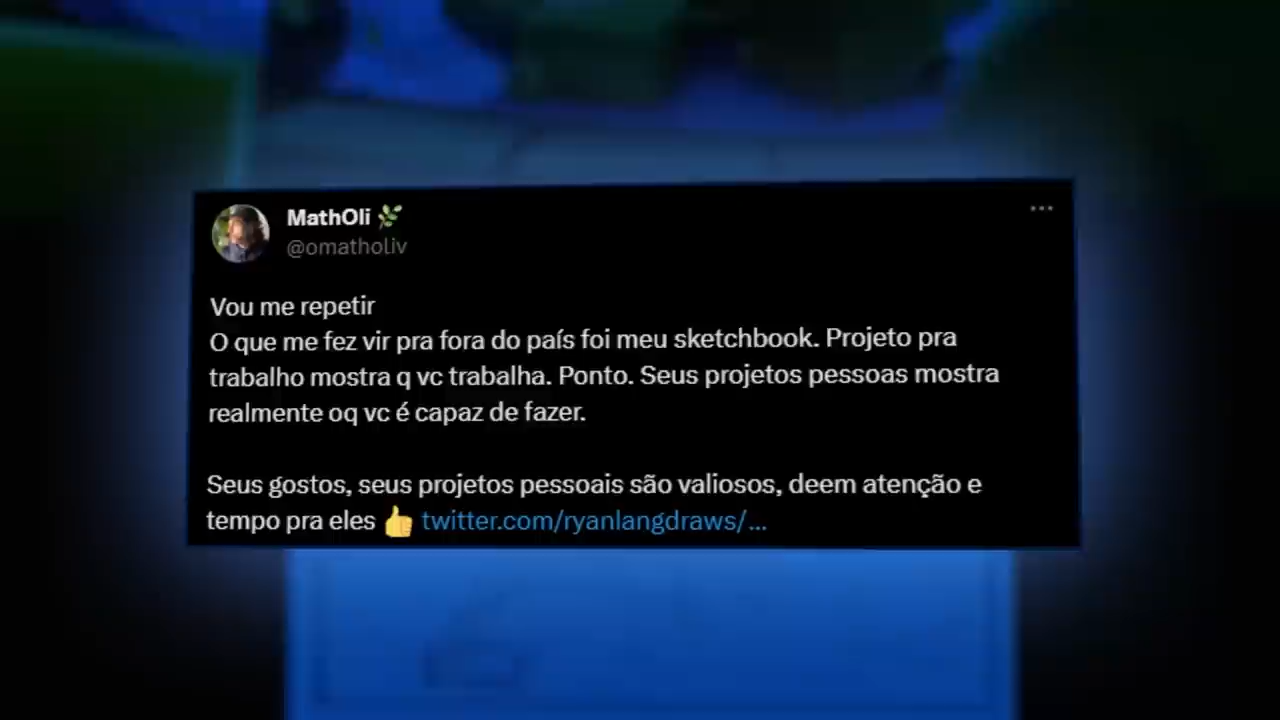 MathOli 🌿
@omatholiv
Vou me repetir
O que me fez vir pra fora do país foi meu sketchbook. Projeto pra
trabalho mostra q vc trabalha. Ponto. Seus projetos pessoas mostra
realmente oq vc é capaz de fazer.
Seus gostos, seus projetos pessoais são valiosos, deem atenção e
tempo pra eles 👍 twitter.com/ryanlangdraws/...